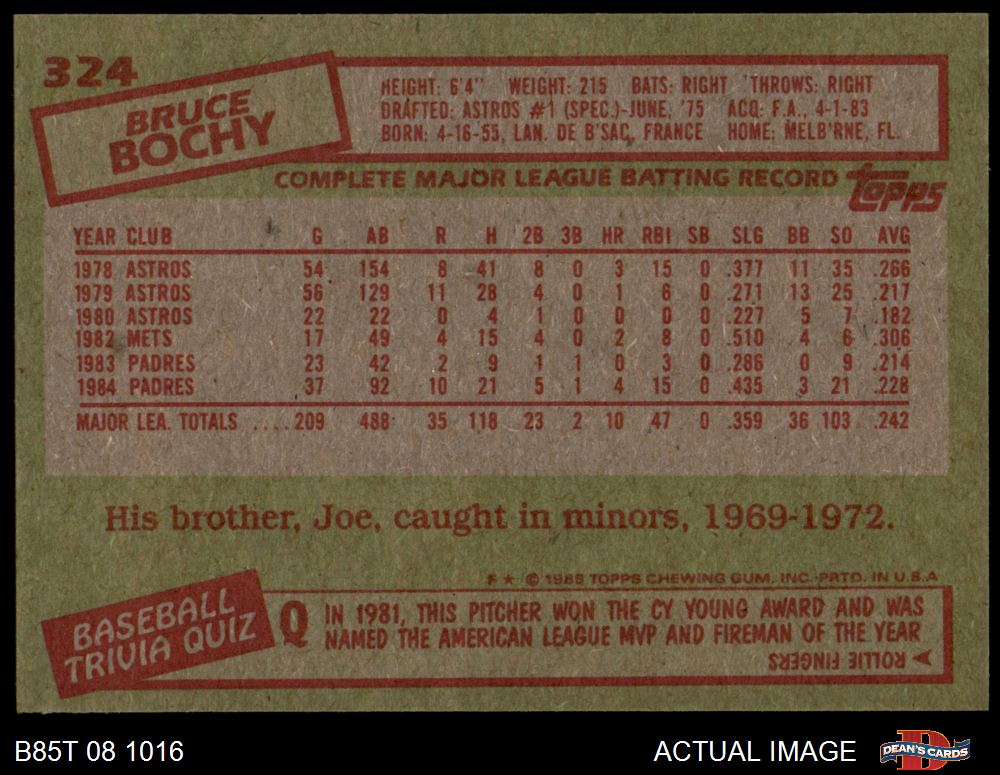 324
BRUCE
BOCHY
HEIGHT: 6'4" WEIGHT: 215 BATS: RIGHT THROWS: RIGHT
DRAFTED: ASTROS #1 (SPEC.)-JUNE, '75 ACQ: F.A., 4-1-83
BORN: 4-16-55, LAN. DE B'SAC, FRANCE HOME: MELB'RNE, FL.
COMPLETE MAJOR LEAGUE BATTING RECORD
topps
YEAR CLUB G AB R H 2B 3B HR RBI SB SLG BB SO AVG
1978 ASTROS 54 154 8 41 8 0 3 15 0 .377 11 35 .266
1979 ASTROS 56 129 11 28 4 0 1 6 0 .271 13 25 .217
1980 ASTROS 22 22 0 4 1 0 0 0 0 .227 5 7 .182
1982 METS 17 49 4 15 4 0 2 8 0 .510 4 6 .306
1983 PADRES 23 42 2 9 1 1 0 3 0 .286 0 9 .214
1984 PADRES 37 92 10 21 5 1 4 15 0 .435 3 21 .228
MAJOR LEA. TOTALS ....209 488 35 118 23 2 10 47 0 .359 36 103 .242
His brother, Joe, caught in minors, 1969-1972.
F ★ © 1985 TOPPS CHEWING GUM, INC. PRTD. IN U.S.A
BASEBALL
TRIVIA QUIZ
Q IN 1981, THIS PITCHER WON THE CY YOUNG AWARD AND WAS
NAMED THE AMERICAN LEAGUE MVP AND FIREMAN OF THE YEAR
ROLLIE FINGERS
B85T 08 1016
ACTUAL IMAGE
D
DEAN'S CARDS